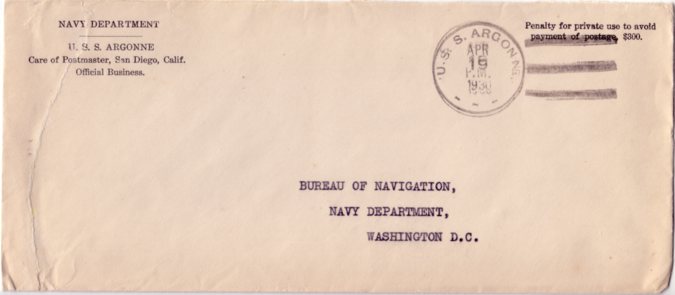 NAVY DEPARTMENT
U. S. S. ARGONNE
Care of Postmaster, San Diego, Calif.
Official Business.
U. S. S. ARGONNE
APR
P.M.
1930
Penalty for private use to avoid
payment of postage, $300.
BUREAU OF NAVIGATION,
NAVY DEPARTMENT,
WASHINGTON D.C.